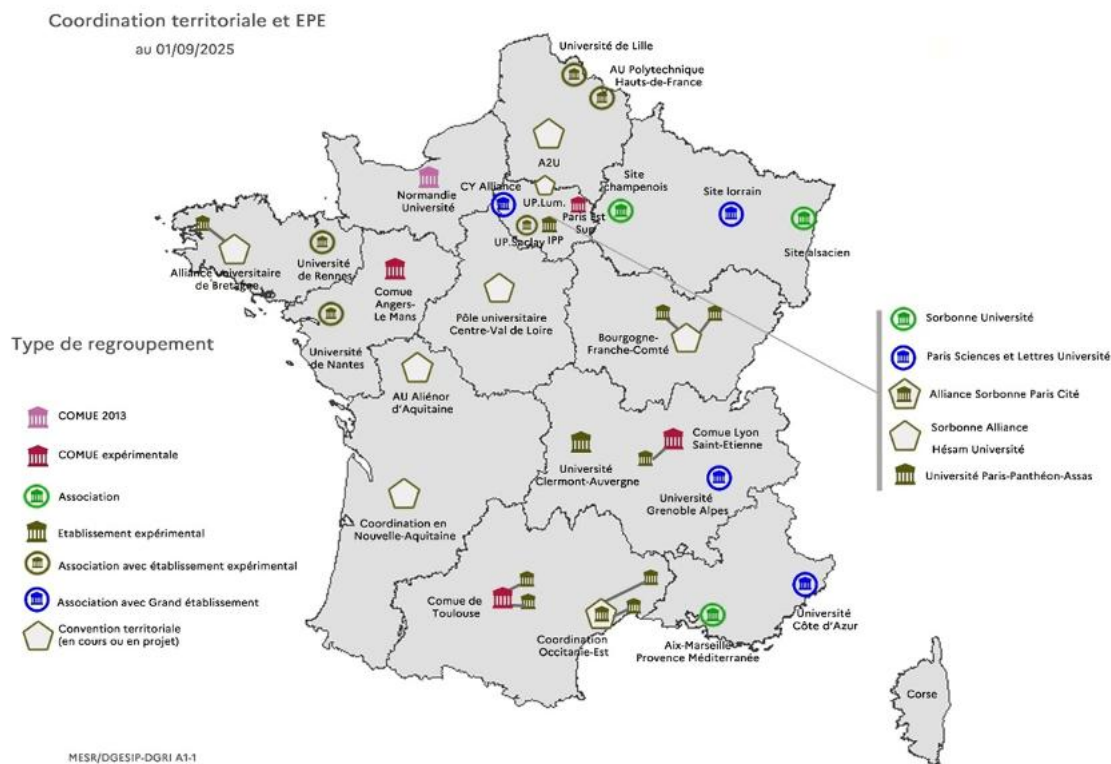 Coordination territoriale et EPE
au 01/09/2025
Université de Lille
AU Polytechnique
Hauts-de-France
A2U
Normandie
Université
CY Alliance
UP.Lum.
Paris Est
Sup
UP.Saclay
IPP
Site
champenois
Site lorrain
Site alsacien
Alliance universitaire
de Bretagne
Université
de Rennes
Comue
Angers-
Le Mans
Pôle universitaire
Centre-Val de Loire
Bourgogne-
Franche-Comté
Université
de Nantes
AU Aliénor
d'Aquitaine
Université
Clermont-Auvergne
Comue Lyon
Saint-Etienne
Université
Grenoble Alpes
Coordination en
Nouvelle-Aquitaine
Comue de
Toulouse
Coordination
Occitanie-Est
Aix-Marseille
Provence Méditerranée
Université
Côte d'Azur
Corse
Type de regroupement
COMUE 2013
COMUE expérimentale
Association
Etablissement expérimental
Association avec établissement expérimental
Association avec Grand établissement
Convention territoriale
(en cours ou en projet)
Sorbonne Université
Paris Sciences et Lettres Université
Alliance Sorbonne Paris Cité
Sorbonne Alliance
Hésam Université
Université Paris-Panthéon-Assas
MESR/DGESIP-DGRI A1-1